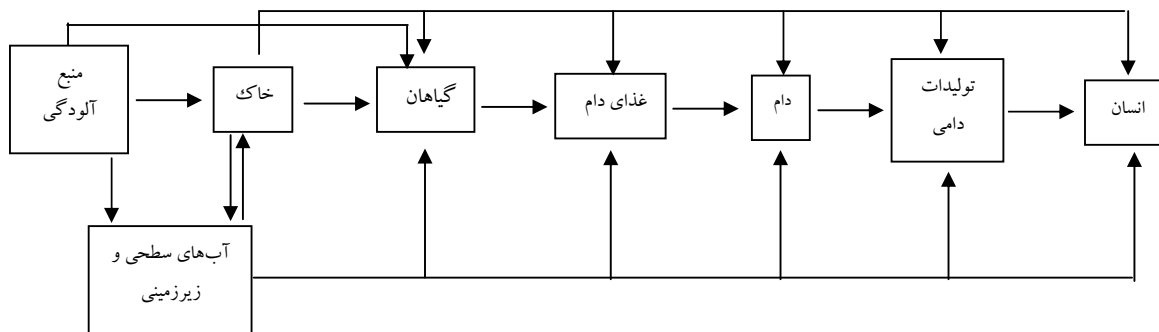 منبع
آلودگی
خاک
گیاهان
غذای دام
دام
تولیدات
دامی
انسان
آب‌های سطحی و
زیرزمینی